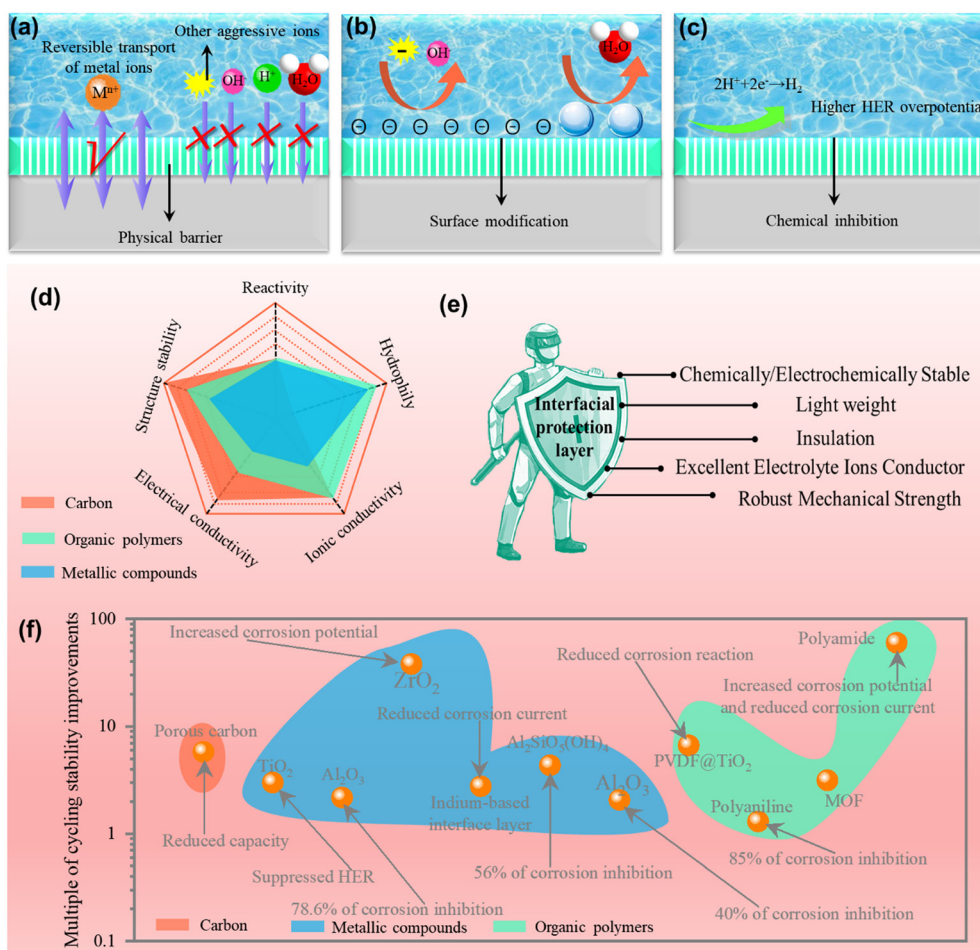 (a)
Reversible transport
of metal ions
Mⁿ⁺
Other aggressive ions
OH⁻
H⁺
H₂O
Physical barrier
(b)
-
OH⁻
H₂O
Surface modification
(c)
2H⁺+2e⁻→H₂
Higher HER overpotential
Chemical inhibition
(d)
Reactivity
Hydrophily
Ionic conductivity
Electrical conductivity
Structure stability
Carbon
Organic polymers
Metallic compounds
(e)
Interfacial
protection
layer
Chemically/Electrochemically Stable
Light weight
Insulation
Excellent Electrolyte Ions Conductor
Robust Mechanical Strength
(f)
Multiple of cycling stability improvements
100
10
1
0.1
Porous carbon
Reduced capacity
Increased corrosion potential
ZrO₂
TiO₂
Suppressed HER
Al₂O₃
78.6% of corrosion inhibition
Reduced corrosion current
Indium-based
interface layer
Al₂SiO₅(OH)₄
56% of corrosion inhibition
Al₂O₃
40% of corrosion inhibition
Reduced corrosion reaction
PVDF@TiO₂
Polyaniline
85% of corrosion inhibition
MOF
Polyamide
Increased corrosion potential
and reduced corrosion current
Carbon
Metallic compounds
Organic polymers